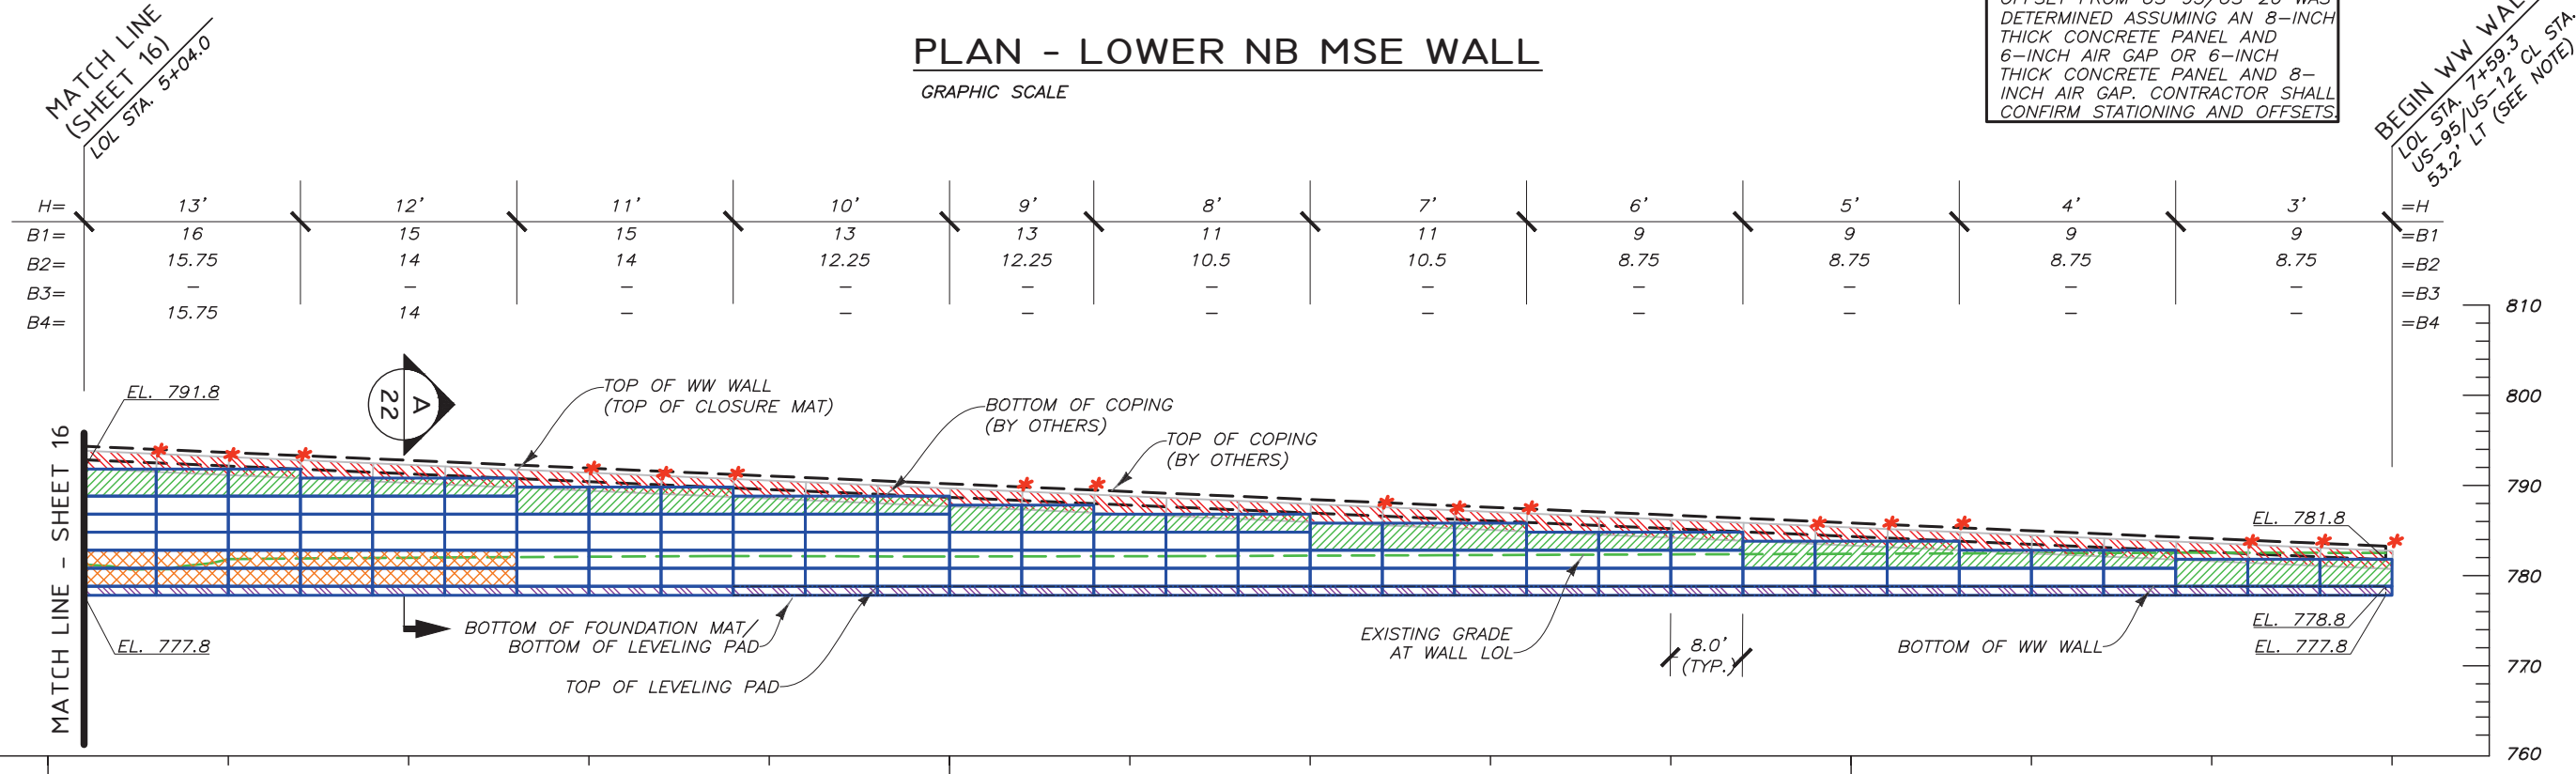 MATCH LINE
(SHEET 16)
LOL STA. 5+04.0
PLAN - LOWER NB MSE WALL
GRAPHIC SCALE
DETERMINED ASSUMING AN 8-INCH
THICK CONCRETE PANEL AND
6-INCH AIR GAP OR 6-INCH
THICK CONCRETE PANEL AND 8-
INCH AIR GAP. CONTRACTOR SHALL
CONFIRM STATIONING AND OFFSETS.
BEGIN WW WALL
LOL STA. 7+59.3
US-95/US-12 CL STA.
53.2' LT (SEE NOTE)
H= 13' 12' 11' 10' 9' 8' 7' 6' 5' 4' 3' =H
B1= 16 15 15 13 13 11 11 9 9 9 9 =B1
B2= 15.75 14 14 12.25 12.25 10.5 10.5 8.75 8.75 8.75 8.75 =B2
B3= - - - - - - - - - - - =B3
B4= 15.75 14 - - - - - - - - - =B4
810
800
790
780
770
760
EL. 791.8
A
22
TOP OF WW WALL
(TOP OF CLOSURE MAT)
BOTTOM OF COPING
(BY OTHERS)
TOP OF COPING
(BY OTHERS)
EL. 781.8
MATCH LINE - SHEET 16
EL. 777.8
BOTTOM OF FOUNDATION MAT/
BOTTOM OF LEVELING PAD
TOP OF LEVELING PAD
EXISTING GRADE
AT WALL LOL
8.0'
(TYP.)
BOTTOM OF WW WALL
EL. 778.8
EL. 777.8